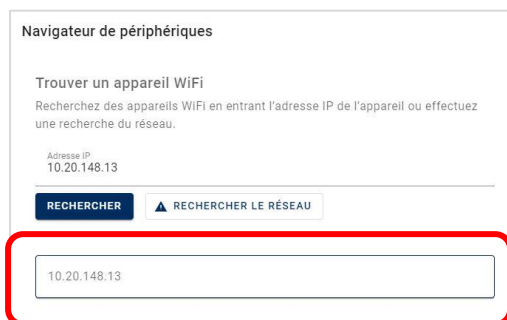 Navigateur de périphériques
Trouver un appareil WiFi
Recherchez des appareils WiFi en entrant l'adresse IP de l'appareil ou effectuez
une recherche du réseau.
Adresse IP
10.20.148.13
RECHERCHER RECHERCHER LE RÉSEAU
10.20.148.13